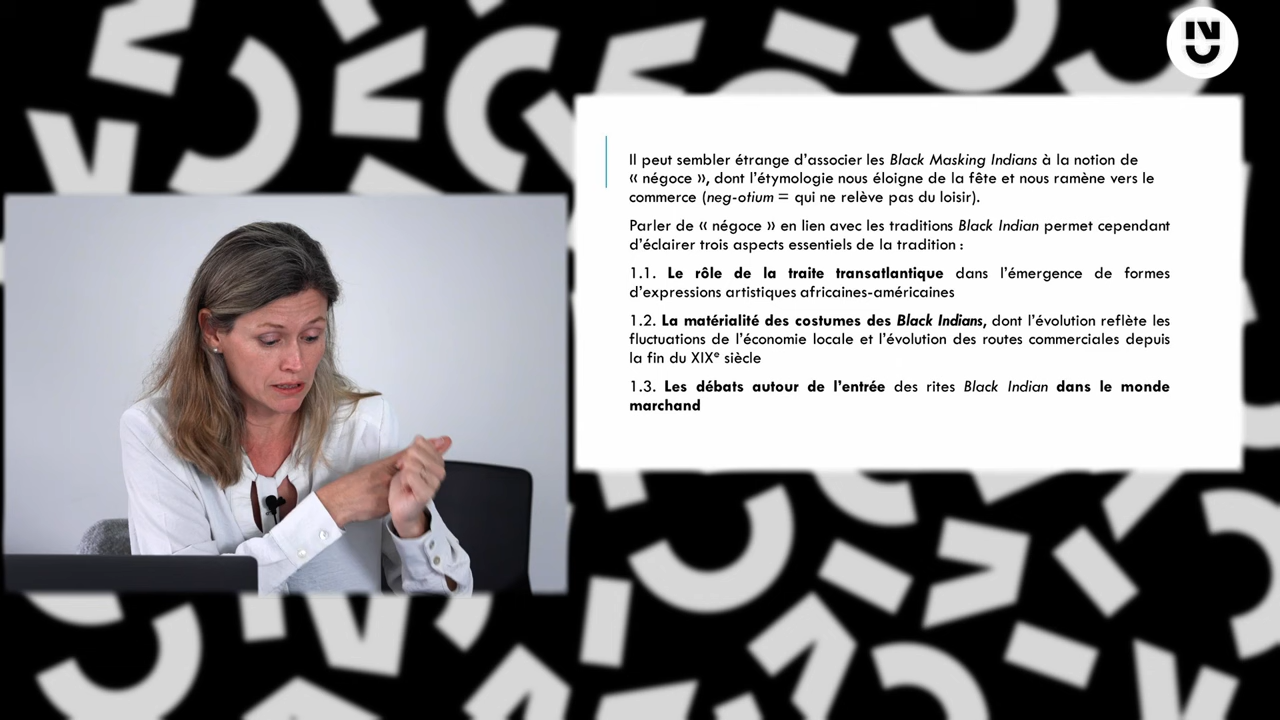 INU
Il peut sembler étrange d'associer les Black Masking Indians à la notion de
« négoce », dont l'étymologie nous éloigne de la fête et nous ramène vers le
commerce (neg-otium = qui ne relève pas du loisir).
Parler de « négoce » en lien avec les traditions Black Indian permet cependant
d'éclairer trois aspects essentiels de la tradition :
1.1. Le rôle de la traite transatlantique dans l'émergence de formes
d'expressions artistiques africaines-américaines
1.2. La matérialité des costumes des Black Indians, dont l'évolution reflète les
fluctuations de l'économie locale et l'évolution des routes commerciales depuis
la fin du XIXe siècle
1.3. Les débats autour de l'entrée des rites Black Indian dans le monde
marchand